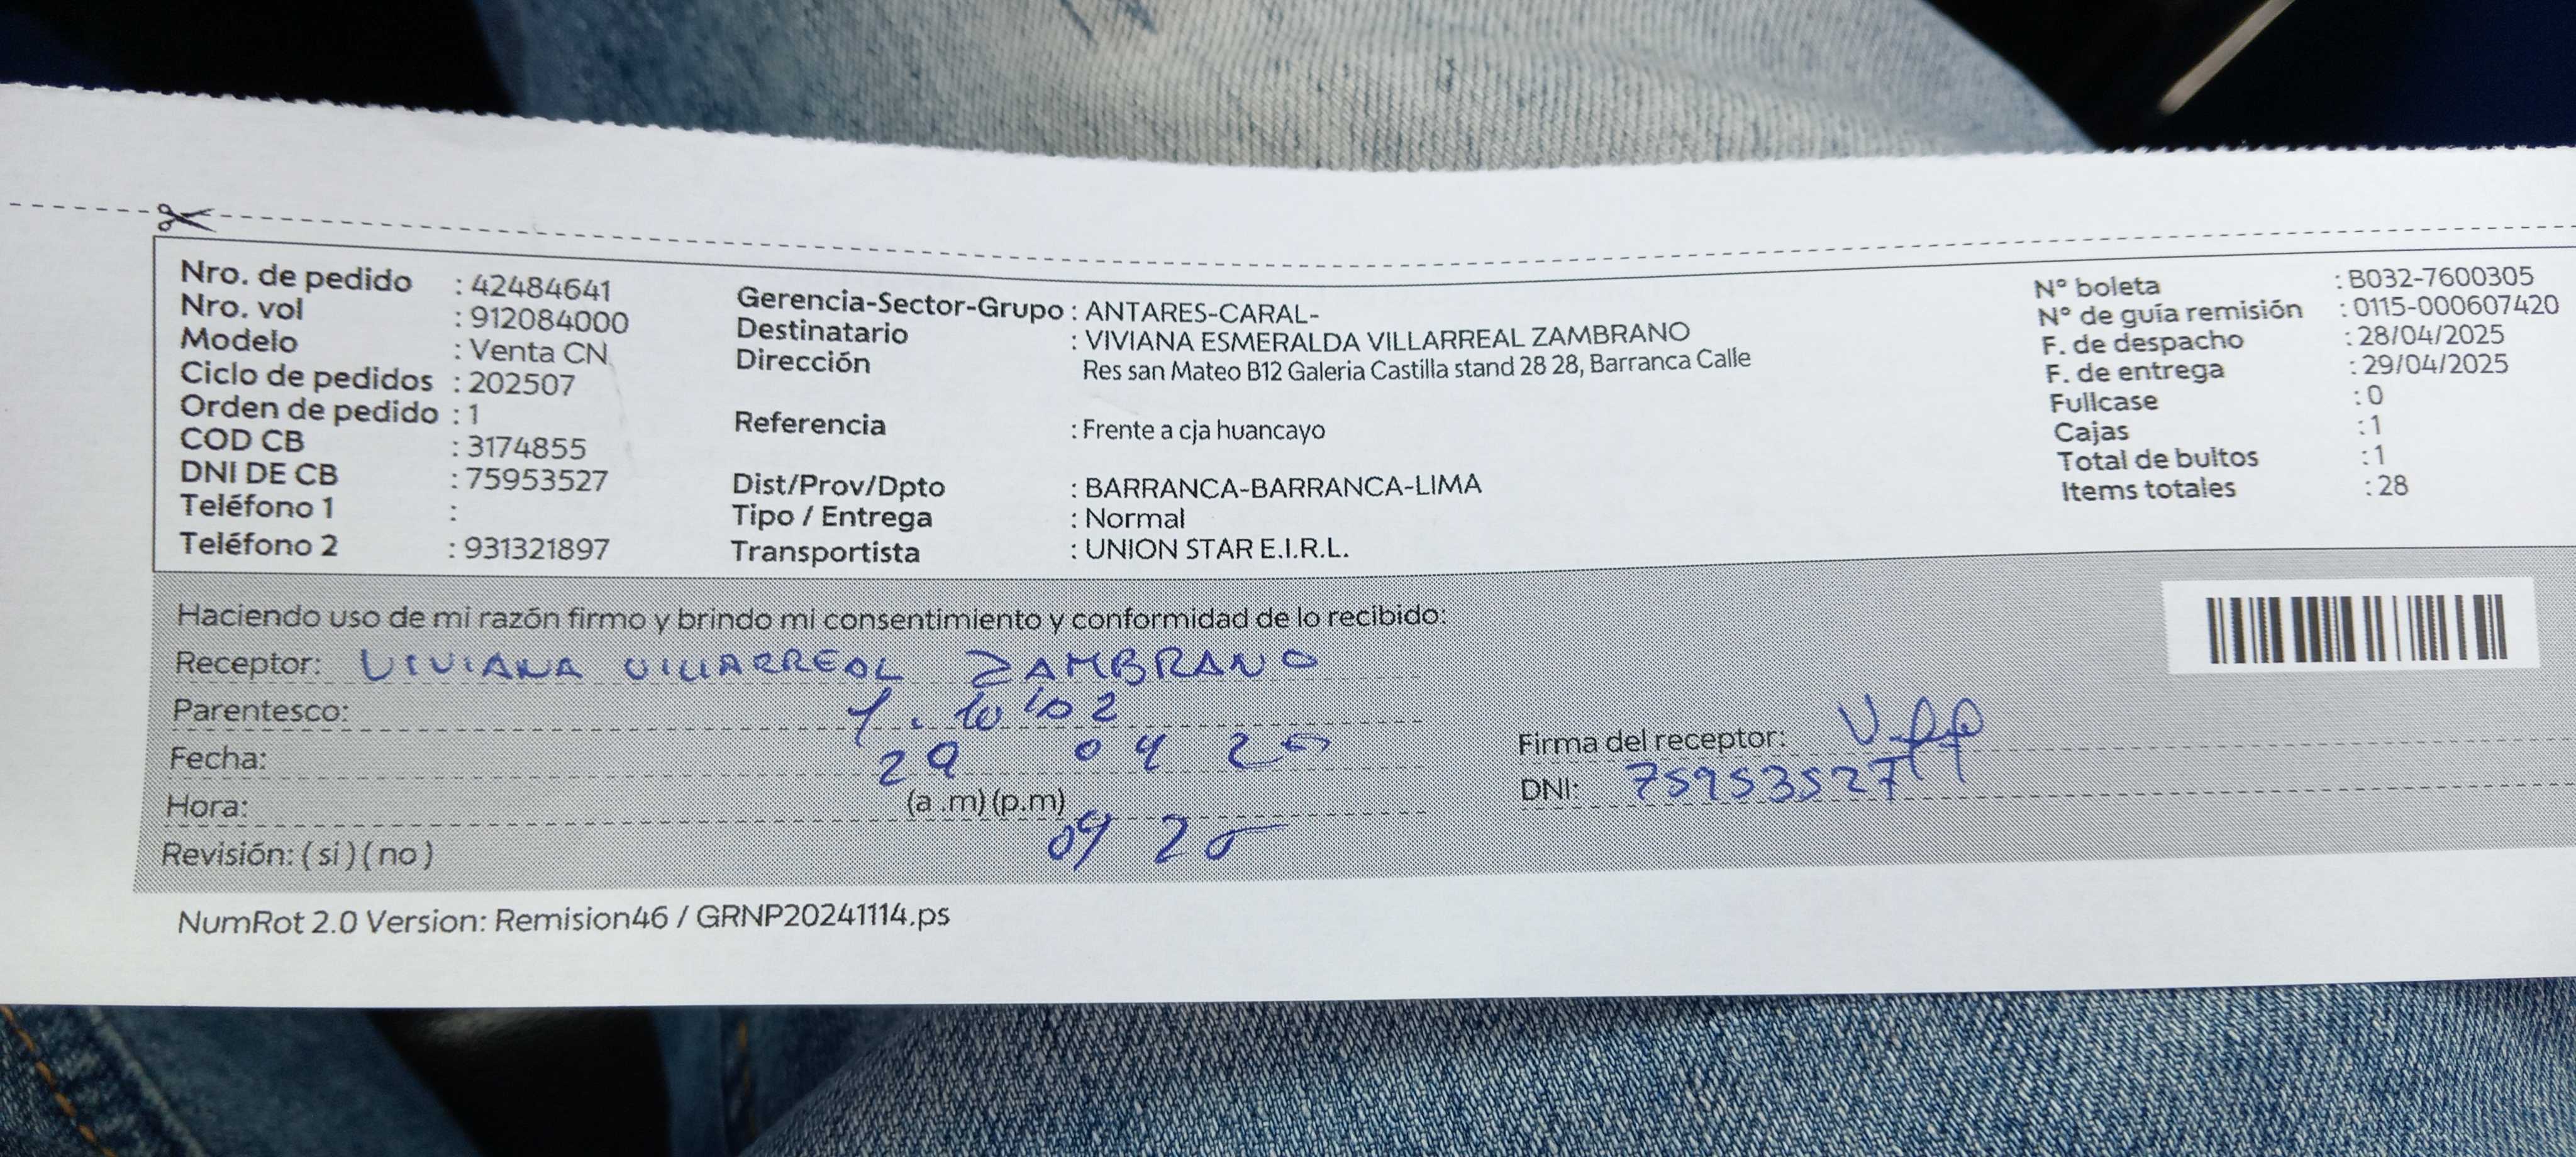 Nro. de pedido : 42484641
Nro. vol : 912084000
Modelo : Venta CN
Ciclo de pedidos : 202507
Orden de pedido : 1
COD CB : 3174855
DNI DE CB : 75953527
Teléfono 1 :
Teléfono 2 : 931321897
Gerencia-Sector-Grupo : ANTARES-CARAL-
Destinatario : VIVIANA ESMERALDA VILLARREAL ZAMBRANO
Dirección Res san Mateo B12 Galeria Castilla stand 28 28, Barranca Calle
Referencia : Frente a cja huancayo
Dist/Prov/Dpto : BARRANCA-BARRANCA-LIMA
Tipo / Entrega : Normal
Transportista : UNION STAR E.I.R.L.
N° boleta : B032-7600305
N° de guía remisión : 0115-000607420
F. de despacho : 28/04/2025
F. de entrega : 29/04/2025
Fullcase : 0
Cajas : 1
Total de bultos : 1
Items totales : 28
Haciendo uso de mi razón firmo y brindo mi consentimiento y conformidad de lo recibido:
Receptor: VIVIANA VILLARREAL ZAMBRANO
Parentesco:
Fecha: 29 04
Hora: (a .m) (p.m)
Revisión: ( si ) ( no )
Firma del receptor:
DNI: 75953527
NumRot 2.0 Version: Remision46 / GRNP20241114.ps